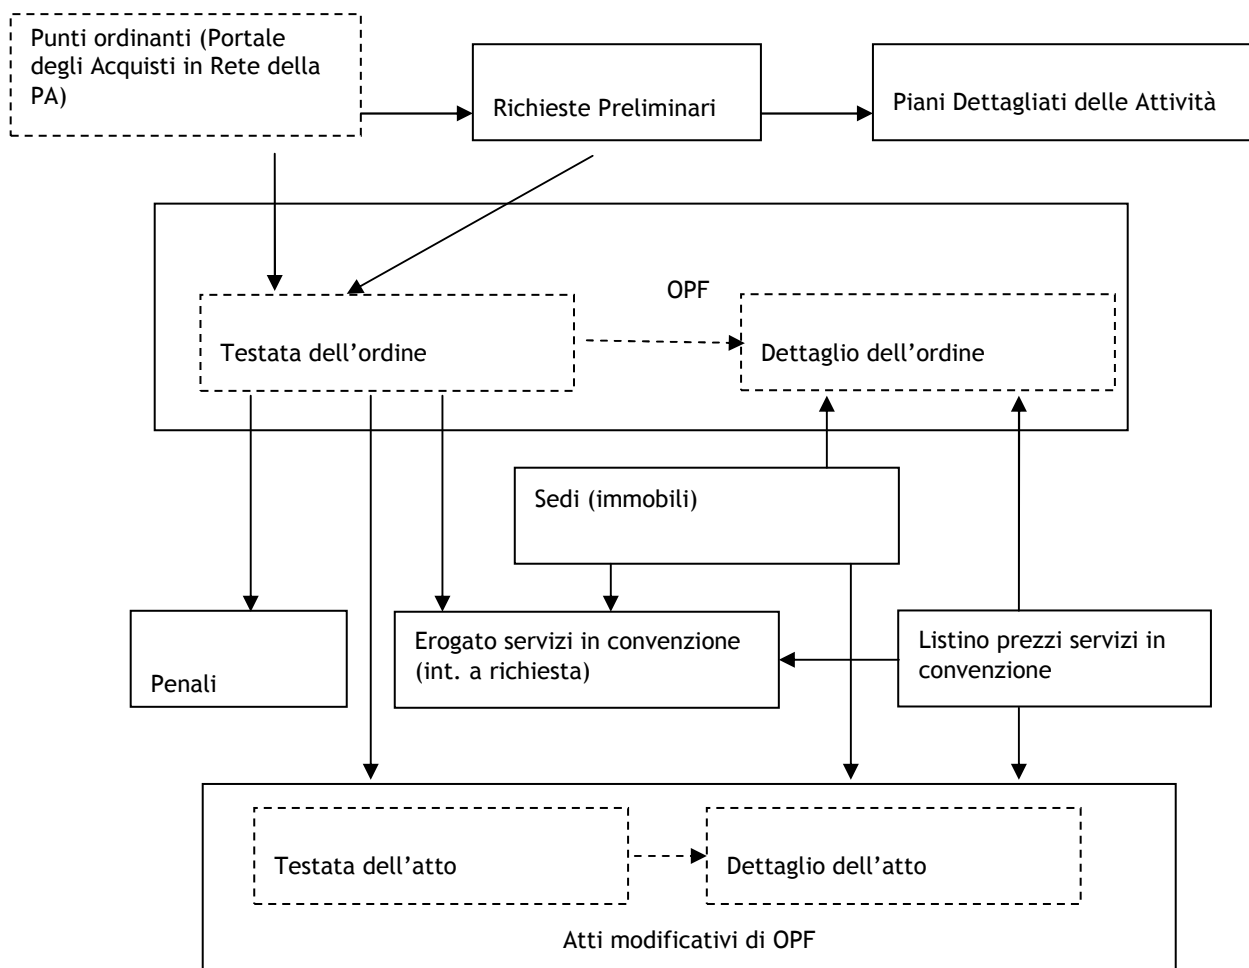 Punti ordinanti (Portale
degli Acquisti in Rete della
PA)
Richieste Preliminari
Piani Dettagliati delle Attività
OPF
Testata dell’ordine
Dettaglio dell’ordine
Sedi (immobili)
Penali
Erogato servizi in convenzione
(int. a richiesta)
Listino prezzi servizi in
convenzione
Testata dell’atto
Dettaglio dell’atto
Atti modificativi di OPF